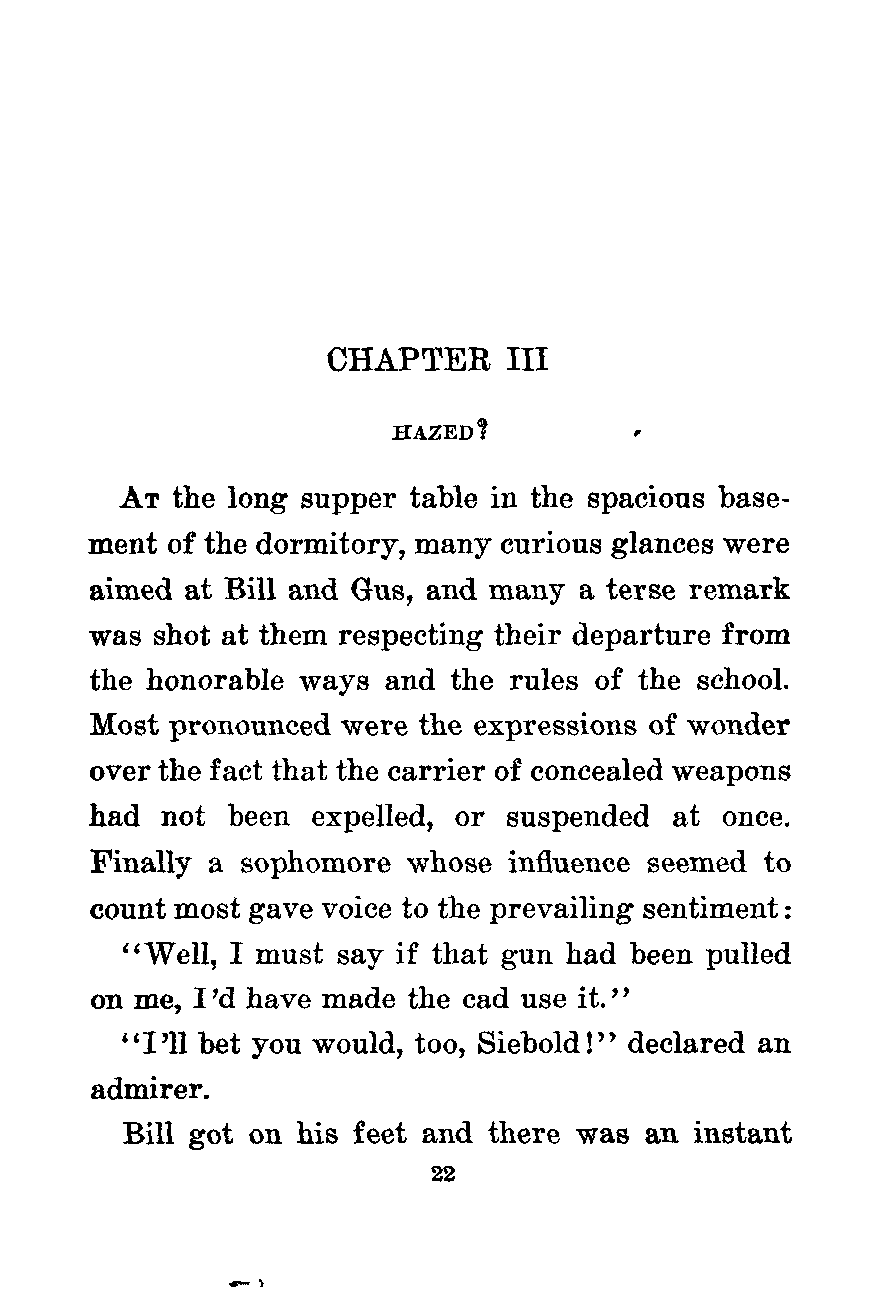 CHAPTER III
HAZED?
AT the long supper table in the spacious base-
ment of the dormitory, many curious glances were
aimed at Bill and Gus, and many a terse remark
was shot at them respecting their departure from
the honorable ways and the rules of the school.
Most pronounced were the expressions of wonder
over the fact that the carrier of concealed weapons
had not been expelled, or suspended at once.
Finally a sophomore whose influence seemed to
count most gave voice to the prevailing sentiment:
“Well, I must say if that gun had been pulled
on me, I’d have made the cad use it.”
“I’ll bet you would, too, Siebold!” declared an
admirer.
Bill got on his feet and there was an instant
22